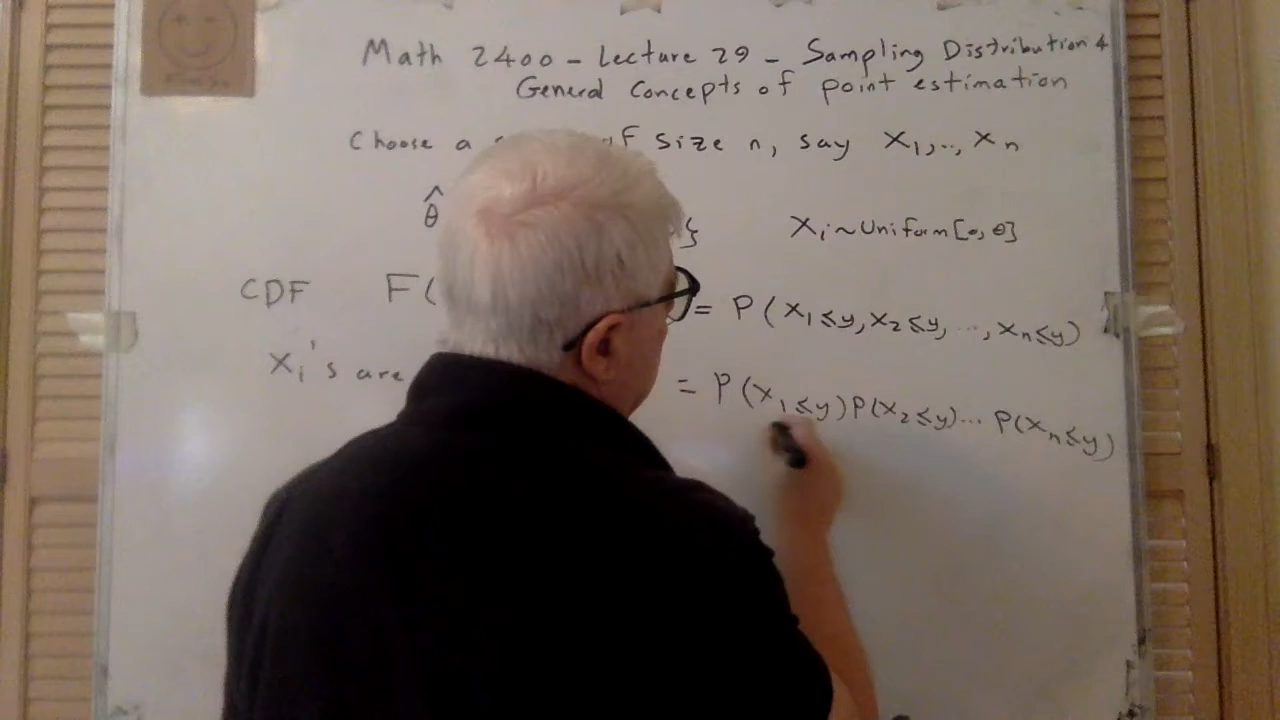 Math 2400 - Lecture 29 - Sampling Distribution 4
General Concepts of point estimation
Choose a of size n, say X₁,..,Xₙ
θ̂ } Xᵢ~Uniform[0,θ]
CDF F( = P(X₁≤y,X₂≤y,...,Xₙ≤y)
Xᵢ's are = P(X₁≤y)P(X₂≤y)...P(Xₙ≤y)